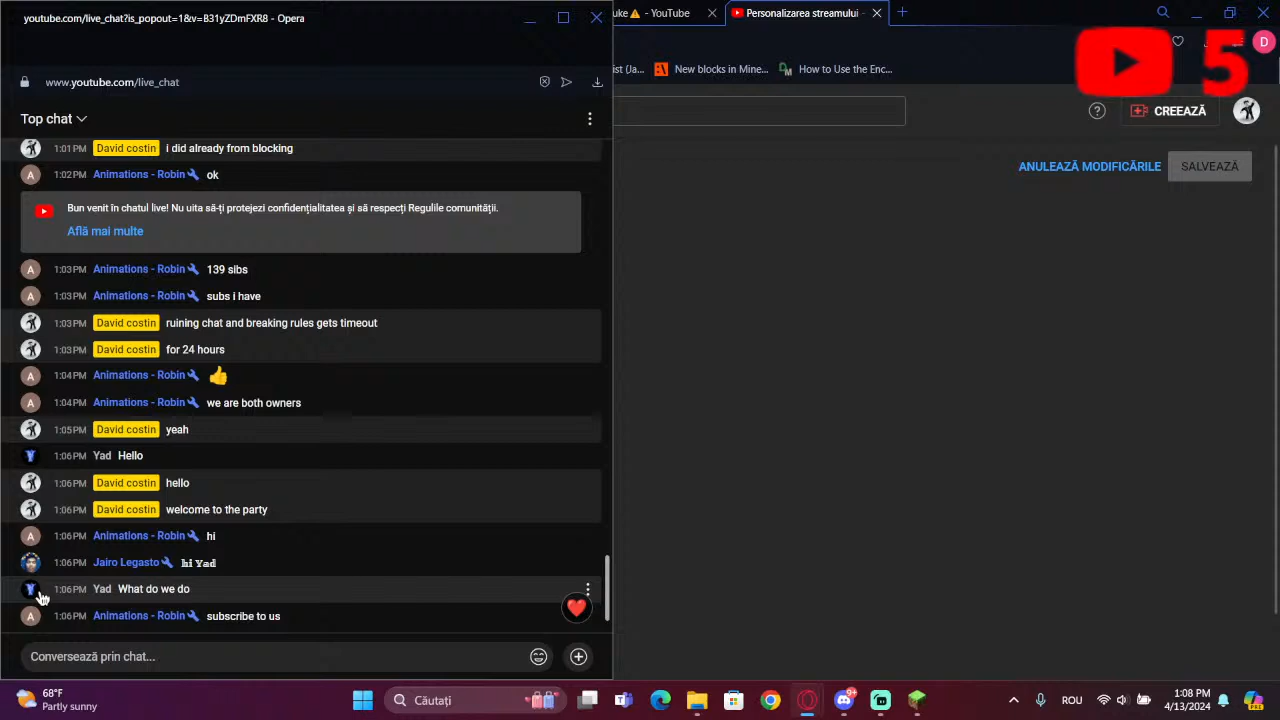 youtube.com/live_chat?is_popout=1&v=B31yZDmFXR8 - Opera
uke⚠ - YouTube
Personalizarea streamului -
www.youtube.com/live_chat
ist (Ja...
New blocks in Mine...
DM
How to Use the Enc...
D
5
Top chat
CREEAZĂ
ANULEAZĂ MODIFICĂRILE
SALVEAZĂ
1:01 PM David costin i did already from blocking
A 1:02 PM Animations - Robin ok
Bun venit în chatul live! Nu uita să-ți protejezi confidențialitatea și să respecți Regulile comunității.
Află mai multe
A 1:03 PM Animations - Robin 139 sibs
A 1:03 PM Animations - Robin subs i have
1:03 PM David costin ruining chat and breaking rules gets timeout
1:03 PM David costin for 24 hours
A 1:04 PM Animations - Robin 👍
A 1:04 PM Animations - Robin we are both owners
1:05 PM David costin yeah
1:06 PM Yad Hello
1:06 PM David costin hello
1:06 PM David costin welcome to the party
A 1:06 PM Animations - Robin hi
1:06 PM Jairo Legasto 𝐡𝐢 𝐘𝐚𝐝
1:06 PM Yad What do we do
A 1:06 PM Animations - Robin subscribe to us
Conversează prin chat...
68°F
Partly sunny
Căutați
9+
ROU
1:08 PM
4/13/2024
PRE